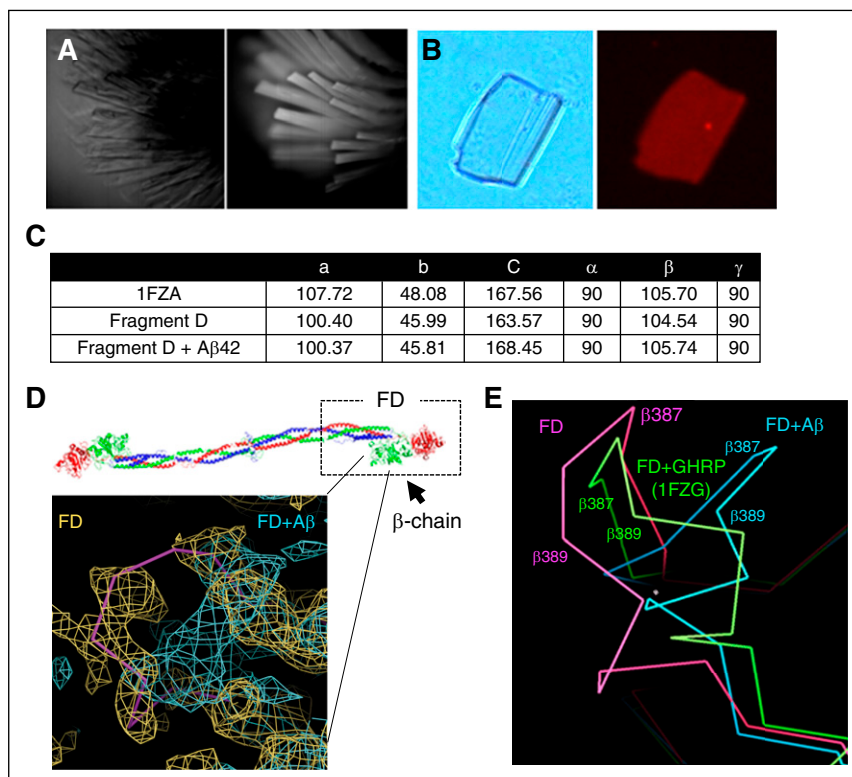 A
B
C
a b C α β γ
1FZA 107.72 48.08 167.56 90 105.70 90
Fragment D 100.40 45.99 163.57 90 104.54 90
Fragment D + Aβ42 100.37 45.81 168.45 90 105.74 90
D
FD
β-chain
FD
FD+Aβ
E
FD
β387
β387
FD+Aβ
FD+GHRP
(1FZG)
β387
β389
β389
β389